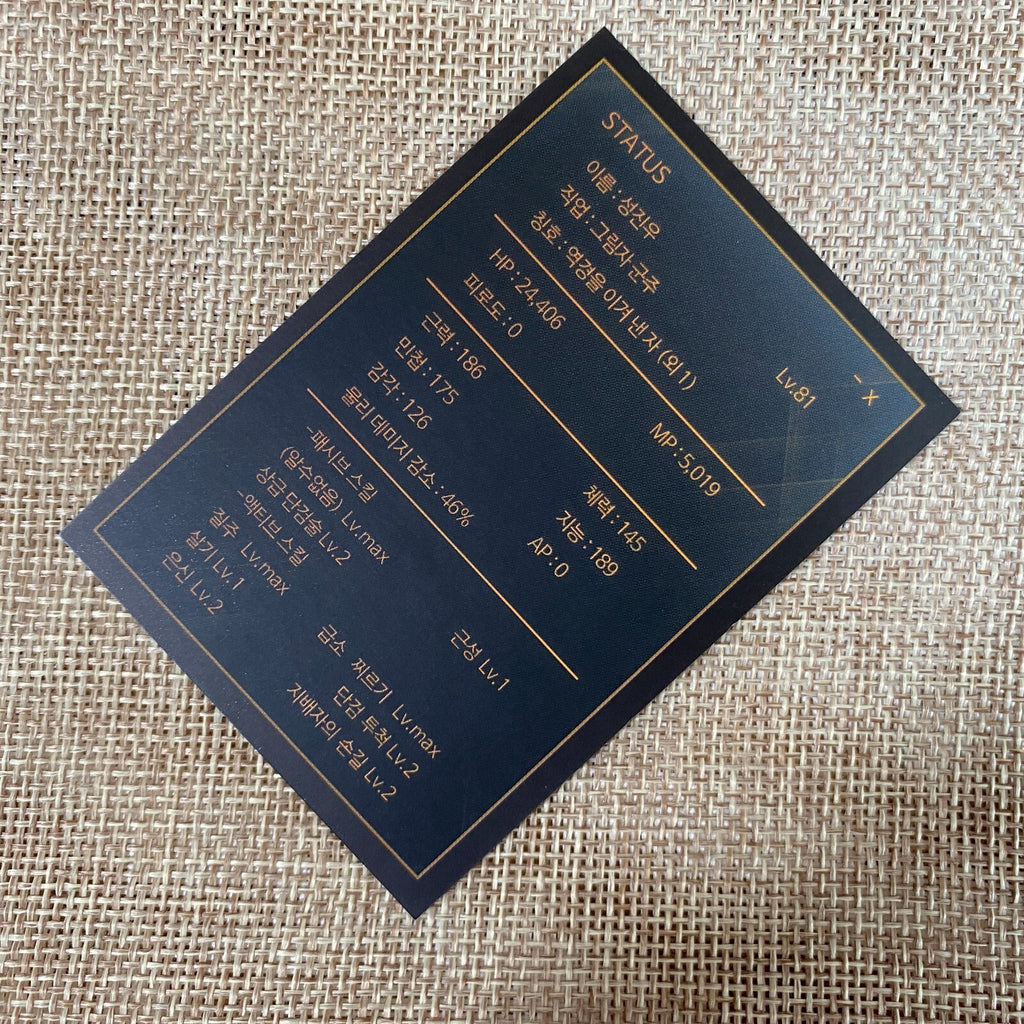 - X
STATUS
이름 : 성진우 Lv.81
직업 : 그림자 군주
칭호 : 역경을 이겨 낸 자 (외 1)
HP : 24,406 MP : 5,019
피로도 : 0
근력 : 186 체력 : 145
민첩 : 175 지능 : 189
감각 : 126 AP : 0
물리 데미지 감소 : 46%
-패시브 스킬
(알수없음) Lv.max 근성 Lv.1
상급 단검술 Lv.2
-액티브 스킬
질주 Lv.max 급소 찌르기 Lv.max
살기 Lv.1 단검 투척 Lv.2
은신 Lv.2 지배자의 손길 Lv.2